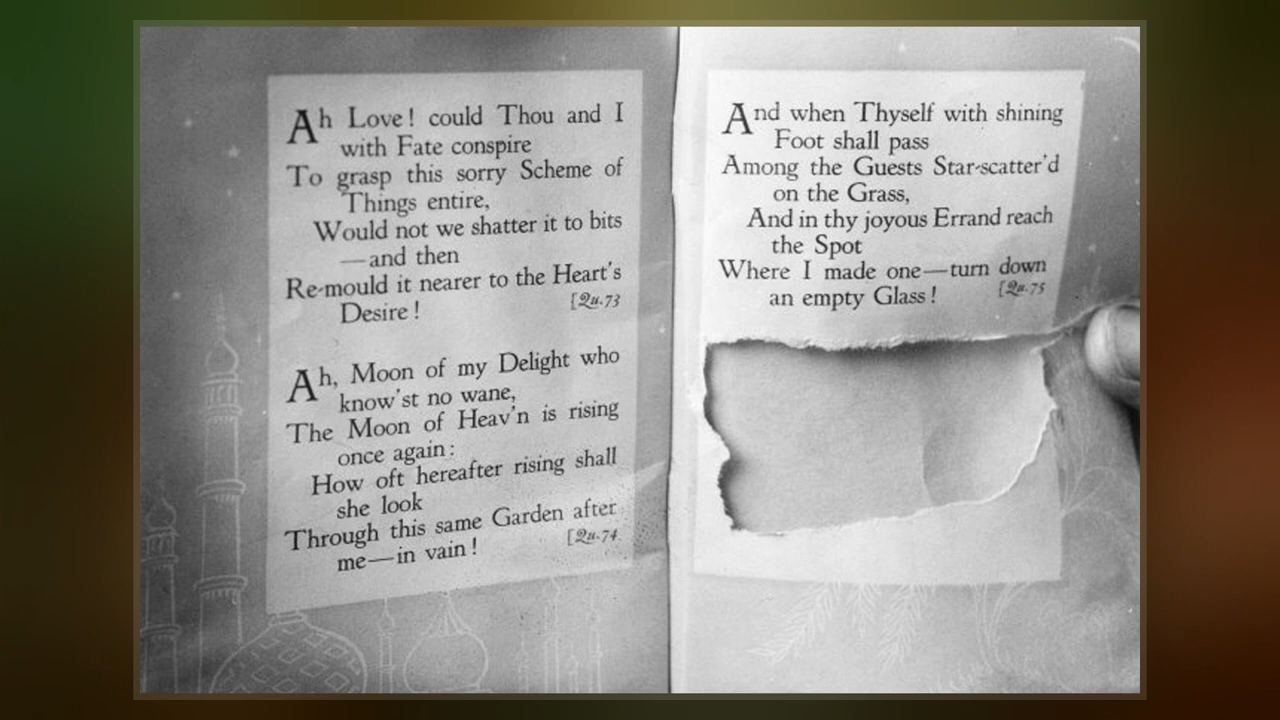 Ah Love! could Thou and I
with Fate conspire
To grasp this sorry Scheme of
Things entire,
Would not we shatter it to bits
—and then
Re-mould it nearer to the Heart's
Desire! [Qu. 73
Ah, Moon of my Delight who
know'st no wane,
The Moon of Heav'n is rising
once again:
How oft hereafter rising shall
she look
Through this same Garden after
me—in vain! [Qu. 74
And when Thyself with shining
Foot shall pass
Among the Guests Star-scatter'd
on the Grass,
And in thy joyous Errand reach
the Spot
Where I made one—turn down
an empty Glass! [Qu. 75